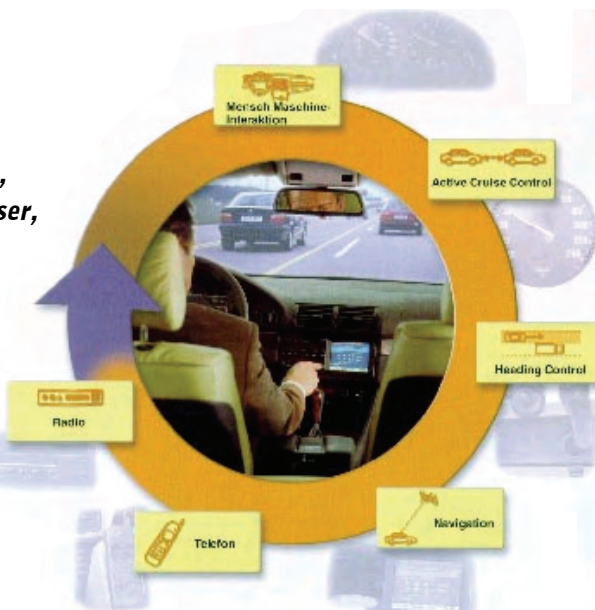 Mensch Maschine-
Interaktion
,
ser,
Active Cruise Control
Heading Control
Radio
Navigation
Telefon